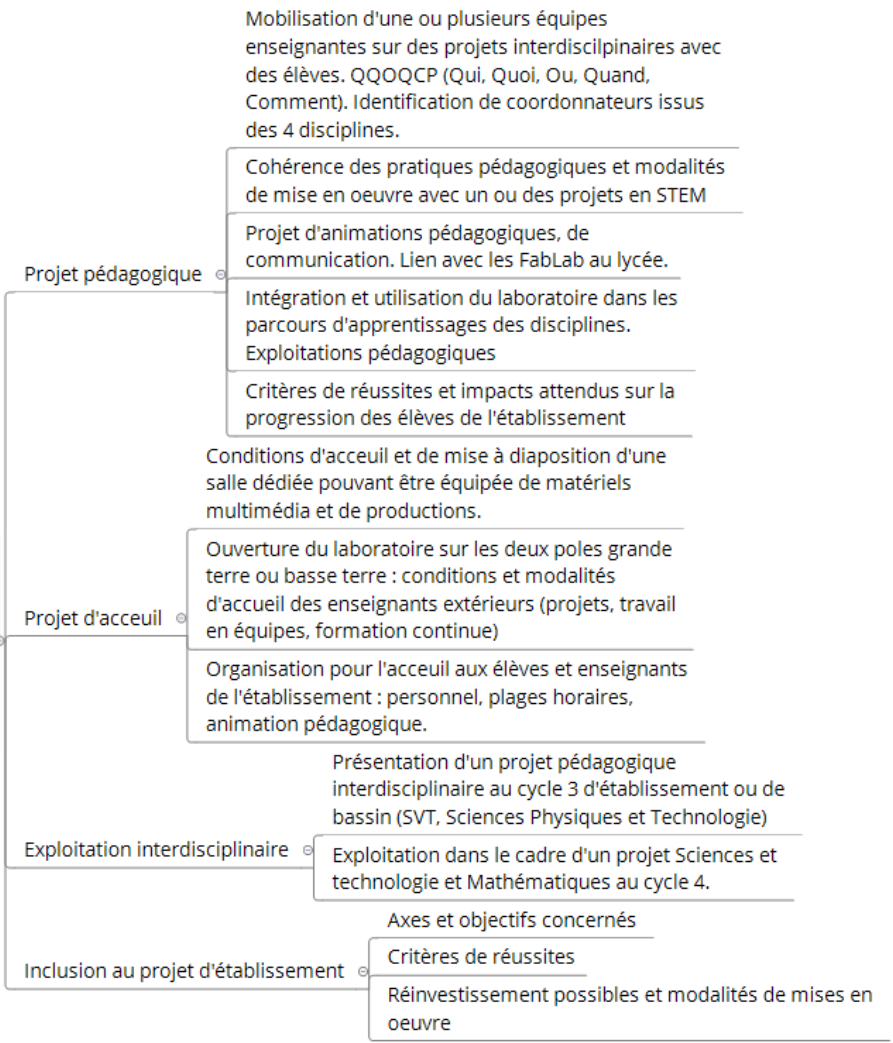 Mobilisation d'une ou plusieurs équipes
enseignantes sur des projets interdiscilpinaires avec
des élèves. QQOQCP (Qui, Quoi, Ou, Quand,
Comment). Identification de coordonnateurs issus
des 4 disciplines.
Cohérence des pratiques pédagogiques et modalités
de mise en oeuvre avec un ou des projets en STEM
Projet d'animations pédagogiques, de
communication. Lien avec les FabLab au lycée.
Projet pédagogique
Intégration et utilisation du laboratoire dans les
parcours d'apprentissages des disciplines.
Exploitations pédagogiques
Critères de réussites et impacts attendus sur la
progression des élèves de l'établissement
Conditions d'acceuil et de mise à diaposition d'une
salle dédiée pouvant être équipée de matériels
multimédia et de productions.
Ouverture du laboratoire sur les deux poles grande
terre ou basse terre : conditions et modalités
d'accueil des enseignants extérieurs (projets, travail
en équipes, formation continue)
Projet d'acceuil
Organisation pour l'acceuil aux élèves et enseignants
de l'établissement : personnel, plages horaires,
animation pédagogique.
Présentation d'un projet pédagogique
interdisciplinaire au cycle 3 d'établissement ou de
bassin (SVT, Sciences Physiques et Technologie)
Exploitation interdisciplinaire
Exploitation dans le cadre d'un projet Sciences et
technologie et Mathématiques au cycle 4.
Axes et objectifs concernés
Critères de réussites
Inclusion au projet d'établissement
Réinvestissement possibles et modalités de mises en
oeuvre